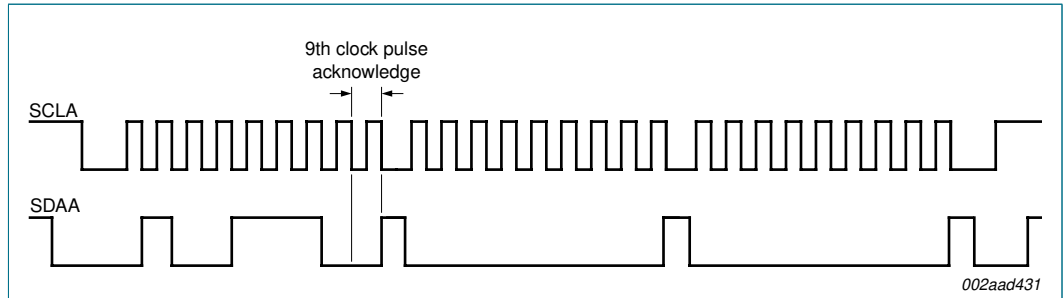 9th clock pulse
acknowledge
SCLA
SDAA
002aad431